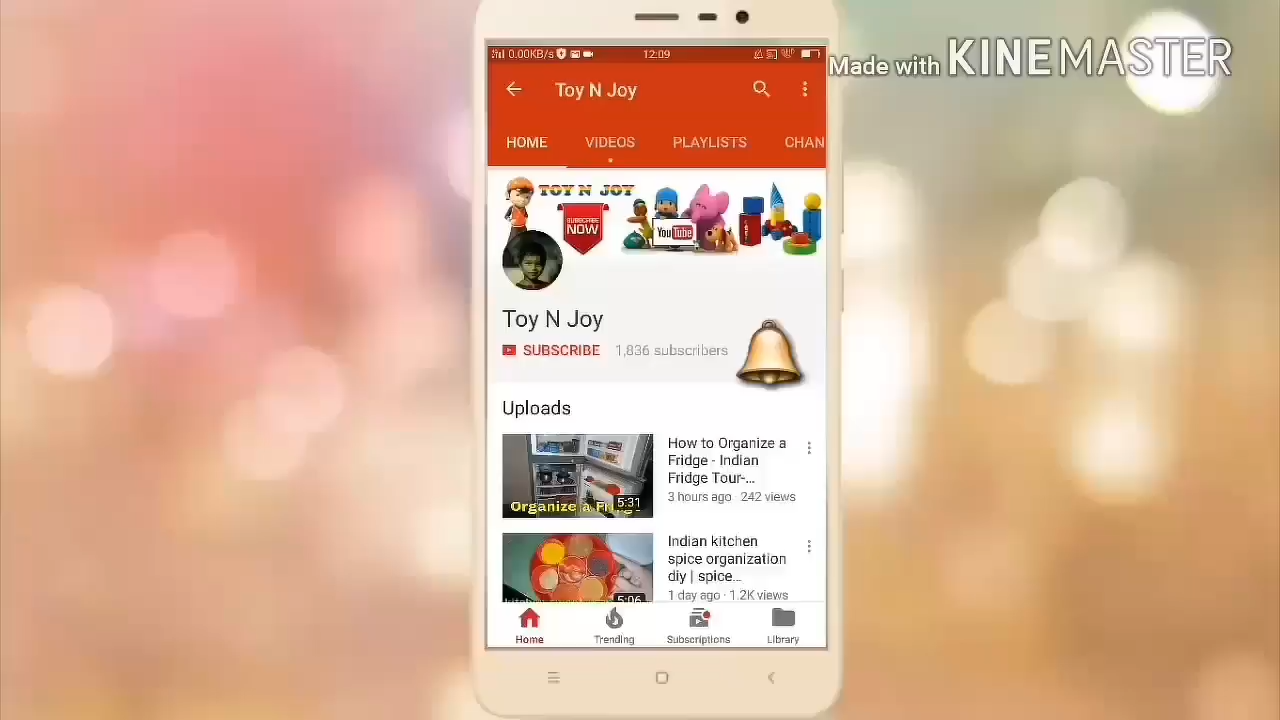 Made with KINEMASTER
0.00KB/s 12:09
Toy N Joy
HOME VIDEOS PLAYLISTS CHAN
TOY N JOY
SUBSCRIBE
NOW
YouTube
Toy N Joy
SUBSCRIBE 1,836 subscribers
Uploads
How to Organize a
Fridge - Indian
Fridge Tour-...
3 hours ago · 242 views
5:31
Organize a Fridge
Indian kitchen
spice organization
diy | spice...
1 day ago · 1.2K views
5:06
Home Trending Subscriptions Library